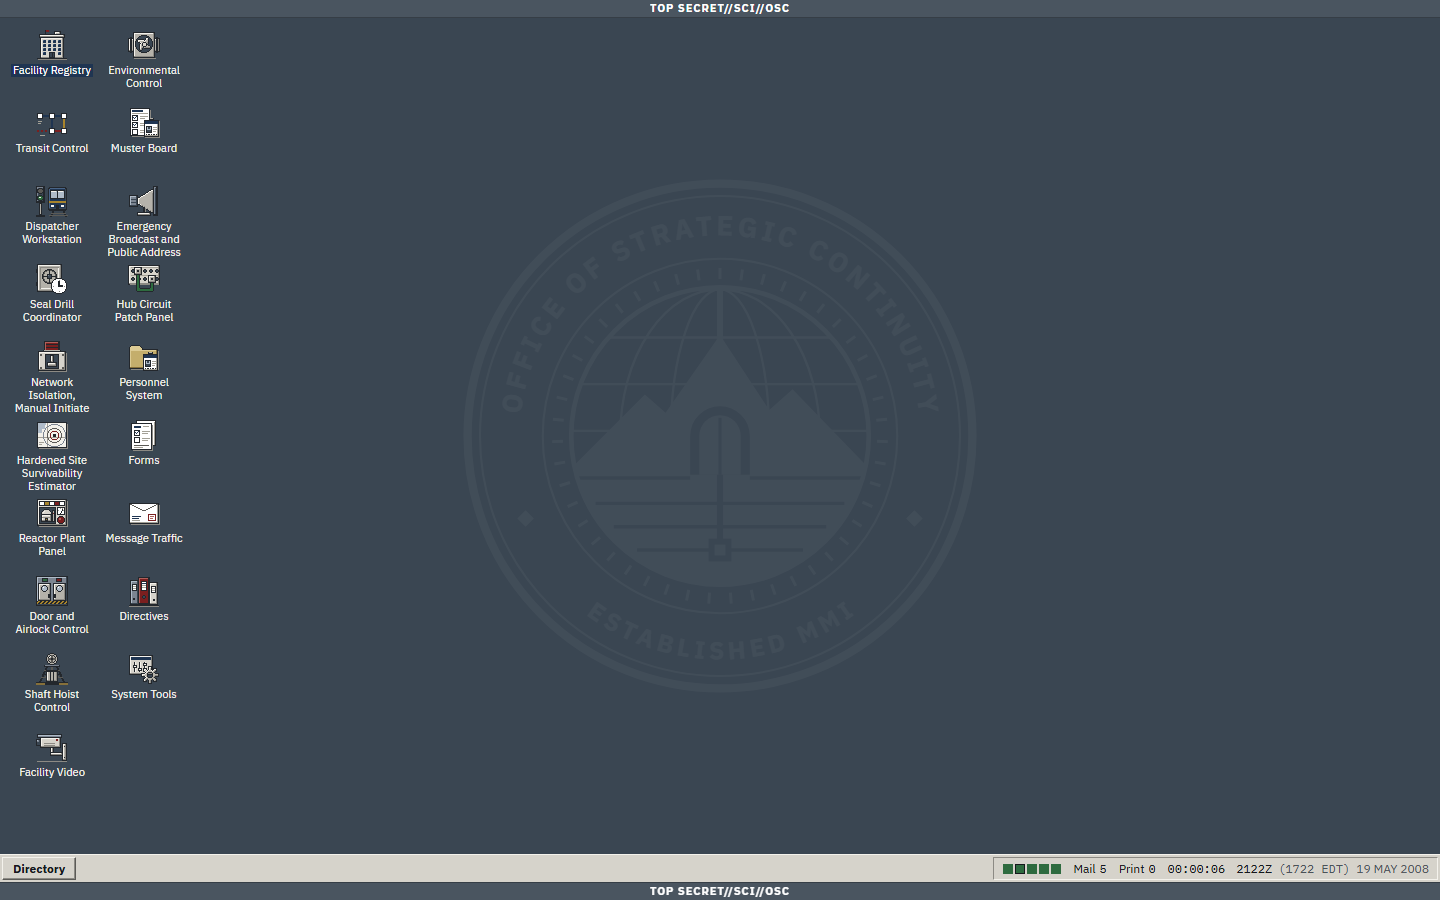 TOP SECRET//SCI//OSC
Facility Registry
Environmental
Control
Transit Control
Muster Board
Dispatcher
Workstation
Emergency
Broadcast and
Public Address
Seal Drill
Coordinator
Hub Circuit
Patch Panel
Network
Isolation,
Manual Initiate
Personnel
System
Hardened Site
Survivability
Estimator
Forms
Reactor Plant
Panel
Message Traffic
Door and
Airlock Control
Directives
Shaft Hoist
Control
System Tools
Facility Video
OFFICE OF STRATEGIC CONTINUITY
ESTABLISHED MMI
Directory
Mail 5 Print 0 00:00:06 2122Z (1722 EDT) 19 MAY 2008
TOP SECRET//SCI//OSC